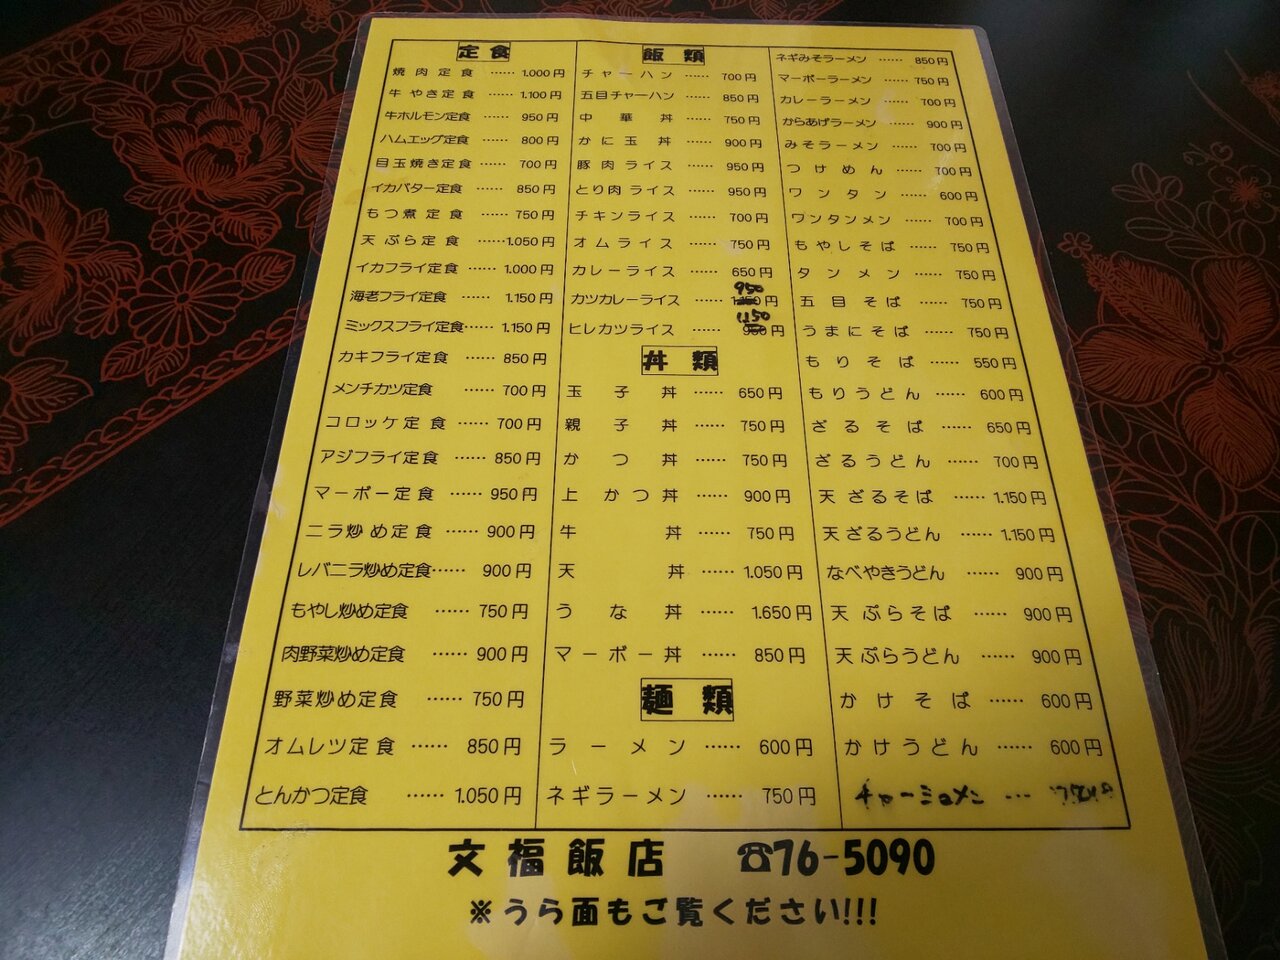 定食
焼肉定食 …… 1.000円
牛やき定食 …… 1.100円
牛ホルモン定食 …… 950円
ハムエッグ定食 …… 800円
目玉焼き定食 …… 700円
イカバター定食 …… 850円
もつ煮定食 …… 750円
天ぷら定食 ……1.050円
イカフライ定食 …… 1.000円
海老フライ定食 …… 1.150円
ミックスフライ定食…… 1.150円
カキフライ定食 …… 850円
メンチカツ定食 …… 700円
コロッケ定食 …… 700円
アジフライ定食 …… 850円
マーボー定食 …… 950円
ニラ炒め定食 …… 900円
レバニラ炒め定食…… 900円
もやし炒め定食 …… 750円
肉野菜炒め定食 …… 900円
野菜炒め定食 …… 750円
オムレツ定食 …… 850円
とんかつ定食 …… 1.050円
飯類
チャーハン …… 700円
五目チャーハン …… 850円
中華丼 …… 750円
かに玉丼 …… 900円
豚肉ライス …… 950円
とり肉ライス …… 950円
チキンライス …… 700円
オムライス …… 750円
カレーライス …… 650円
カツカレーライス …… 950円
ヒレカツライス …… 1150円
丼類
玉子丼 …… 650円
親子丼 …… 750円
かつ丼 …… 750円
上かつ丼 …… 900円
牛丼 …… 750円
天丼 …… 1.050円
うな丼 …… 1.650円
マーボー丼 …… 850円
麺類
ラーメン …… 600円
ネギラーメン …… 750円
ネギみそラーメン …… 850円
マーボーラーメン …… 750円
カレーラーメン …… 700円
からあげラーメン …… 900円
みそラーメン …… 700円
つけめん …… 700円
ワンタン …… 600円
ワンタンメン …… 700円
もやしそば …… 750円
タンメン …… 750円
五目そば …… 750円
うまにそば …… 750円
もりそば …… 550円
もりうどん …… 600円
ざるそば …… 650円
ざるうどん …… 700円
天ざるそば …… 1.150円
天ざるうどん …… 1.150円
なべやきうどん …… 900円
天ぷらそば …… 900円
天ぷらうどん …… 900円
かけそば …… 600円
かけうどん …… 600円
チャーシューメン …
文福飯店 ☎76-5090
※うら面もご覧ください!!!